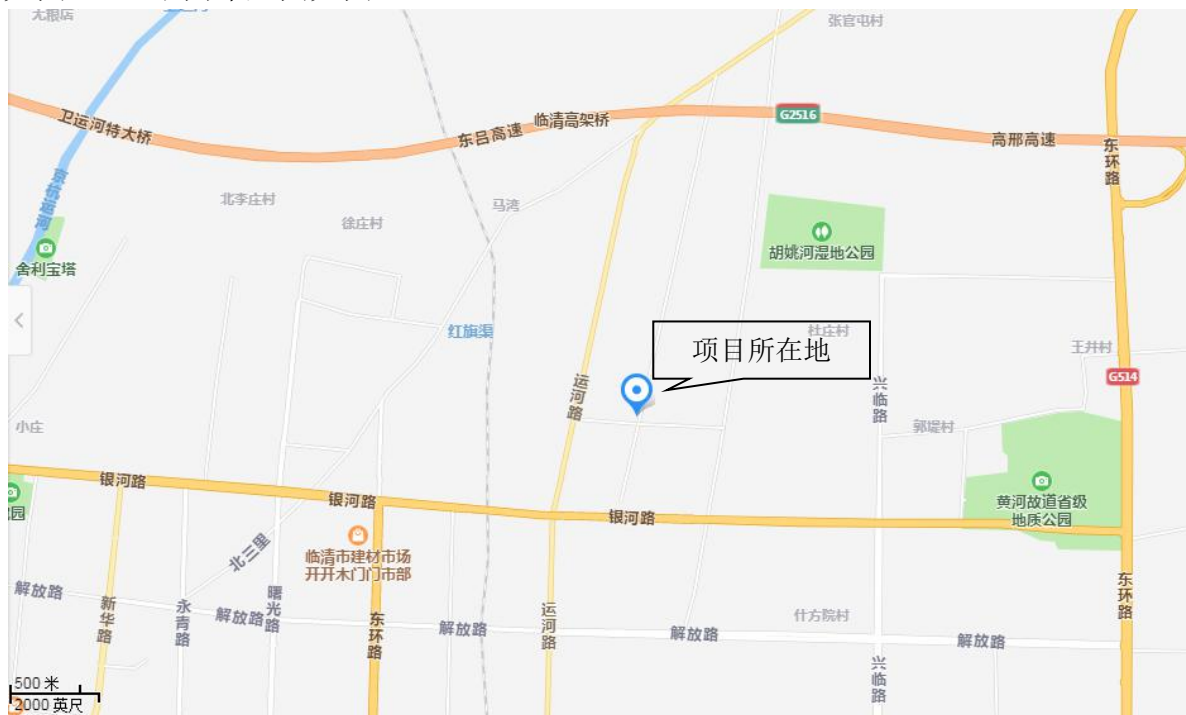 无粮店
张官屯村
卫运河特大桥
东吕高速
临清高架桥
G2516
高邢高速
东环路
京杭运河
北李庄村
徐庄村
马湾
胡姚河湿地公园
舍利宝塔
红旗渠
项目所在地
杜庄村
王井村
G514
运河路
兴临路
小庄
郭堤村
银河路
银河路
银河路
黄河故道省级
地质公园
园
北三里
临清市建材市场
开开木门门市部
解放路
新华路
永青路
解放路
曙光路
东环路
解放路
运河路
解放路
什方院村
解放路
东环路
兴临路
500 米
2000 英尺